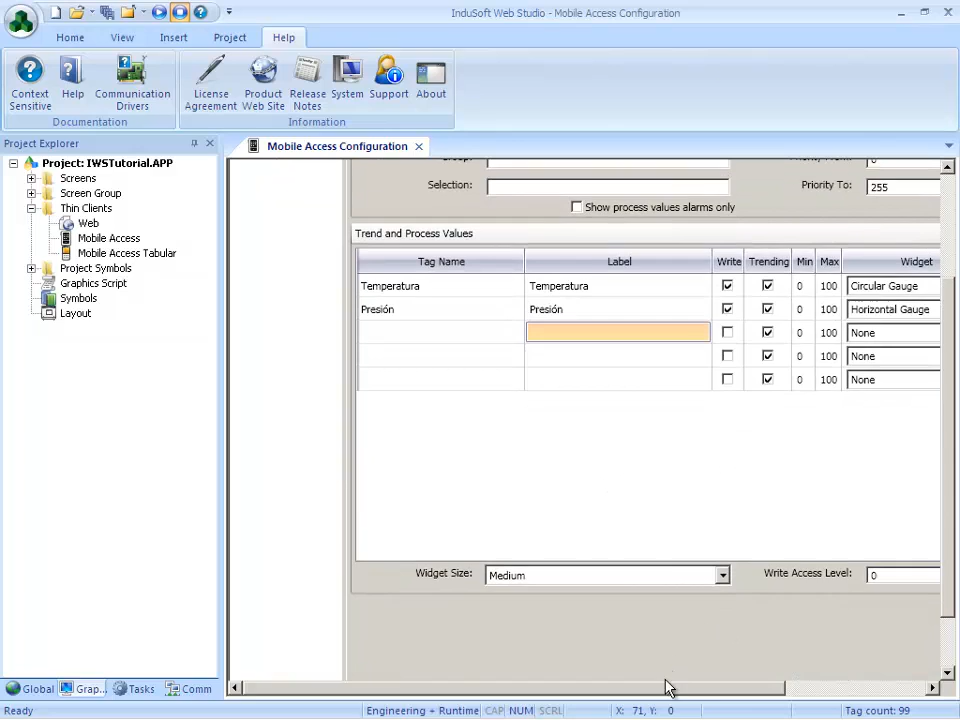 InduSoft Web Studio - Mobile Access Configuration
Home View Insert Project Help
Context Sensitive Help Communication Drivers License Agreement Product Web Site Release Notes System Support About
Documentation Information
Project Explorer
Mobile Access Configuration
Project: IWSTutorial.APP
Screens
Screen Group
Thin Clients
Web
Mobile Access
Mobile Access Tabular
Project Symbols
Graphics Script
Symbols
Layout
0
Selection: Priority To: 255
Show process values alarms only
Trend and Process Values
Tag Name Label Write Trending Min Max Widget
Temperatura Temperatura 0 100 Circular Gauge
Presión Presión 0 100 Horizontal Gauge
0 100 None
0 100 None
0 100 None
Widget Size: Medium Write Access Level: 0
Global Grap... Tasks Comm
Ready Engineering + Runtime CAP NUM SCRL X: 71, Y: 0 Tag count: 99